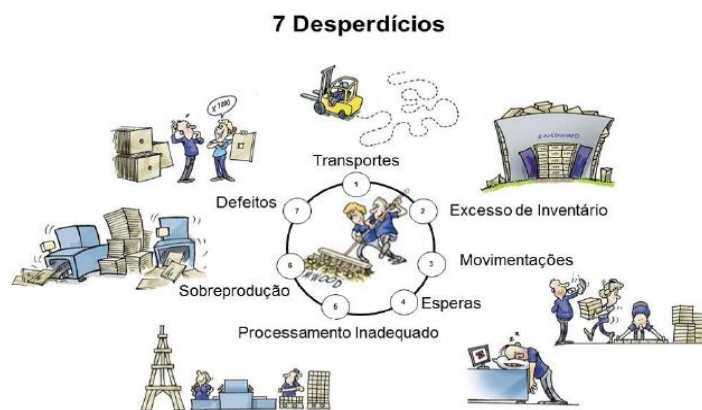 7 Desperdícios
x 1000
Transportes
1
Defeitos
7
2
Excesso de Inventário
3
Movimentações
6
Sobreprodução
5
4
Esperas
Processamento Inadequado